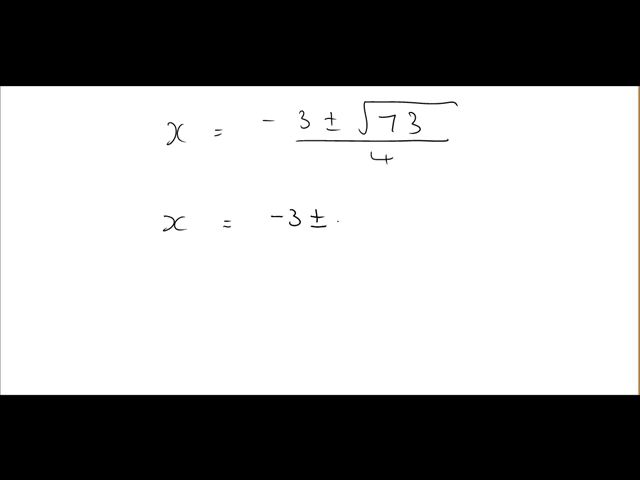 x = - 3 ± √73 / 4
x = -3 ± .